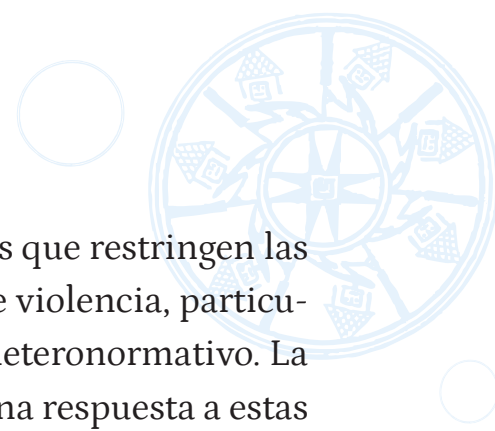 s que restringen las
e violencia, particu-
eteronormativo. La
na respuesta a estas